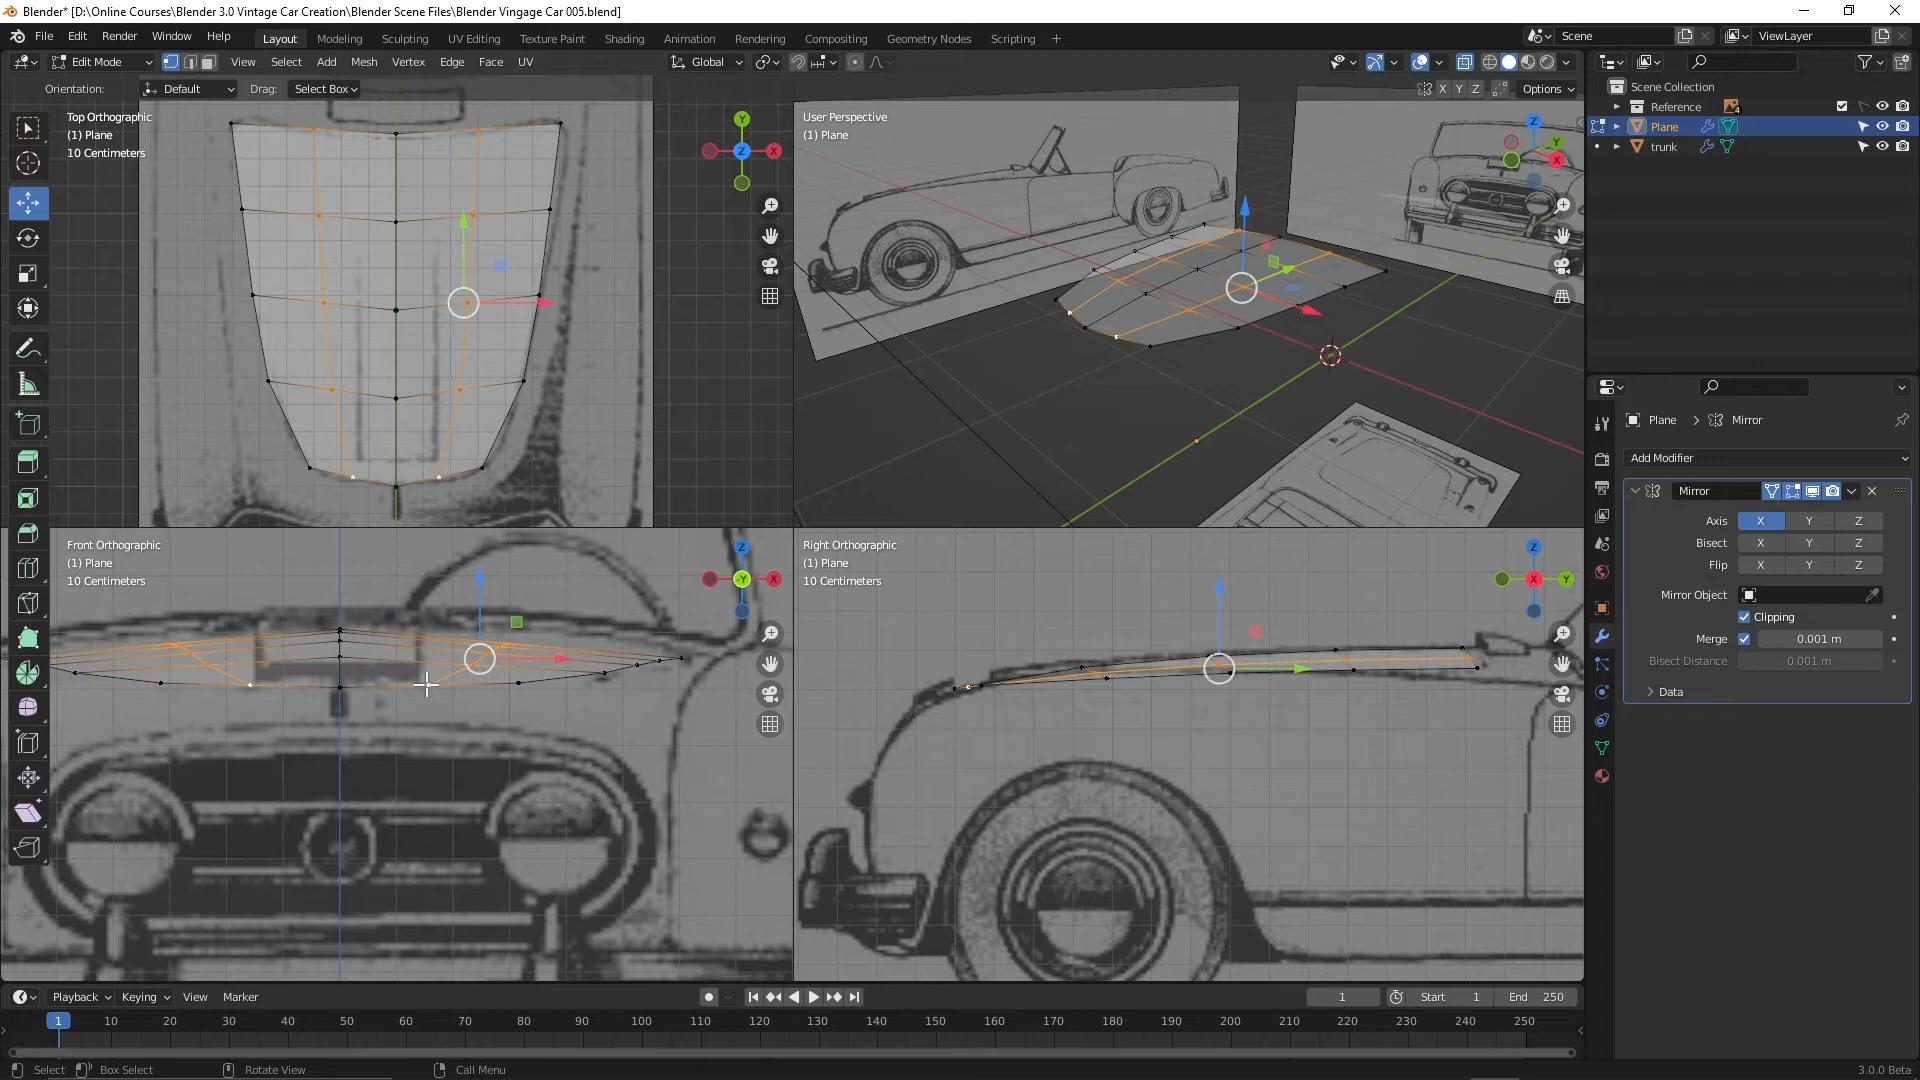 Blender* [D:\Online Courses\Blender 3.0 Vintage Car Creation\Blender Scene Files\Blender Vingage Car 005.blend]
File Edit Render Window Help
Layout Modeling Sculpting UV Editing Texture Paint Shading Animation Rendering Compositing Geometry Nodes Scripting +
Scene
ViewLayer
Edit Mode View Select Add Mesh Vertex Edge Face UV
Global
Orientation: Default Drag: Select Box
X Y Z Options
Top Orthographic
(1) Plane
10 Centimeters
Y
X
Z
User Perspective
(1) Plane
Z
Y
X
Front Orthographic
(1) Plane
10 Centimeters
Z
-Y
X
Right Orthographic
(1) Plane
10 Centimeters
Z
X
Y
Scene Collection
Reference 4
Plane
trunk
Plane > Mirror
Add Modifier
Mirror
Axis X Y Z
Bisect X Y Z
Flip X Y Z
Mirror Object
Clipping
Merge 0.001 m
Bisect Distance 0.001 m
Data
Playback Keying View Marker
1 Start 1 End 250
1 10 20 30 40 50 60 70 80 90 100 110 120 130 140 150 160 170 180 190 200 210 220 230 240 250
Select Box Select Rotate View Call Menu
3.0.0 Beta